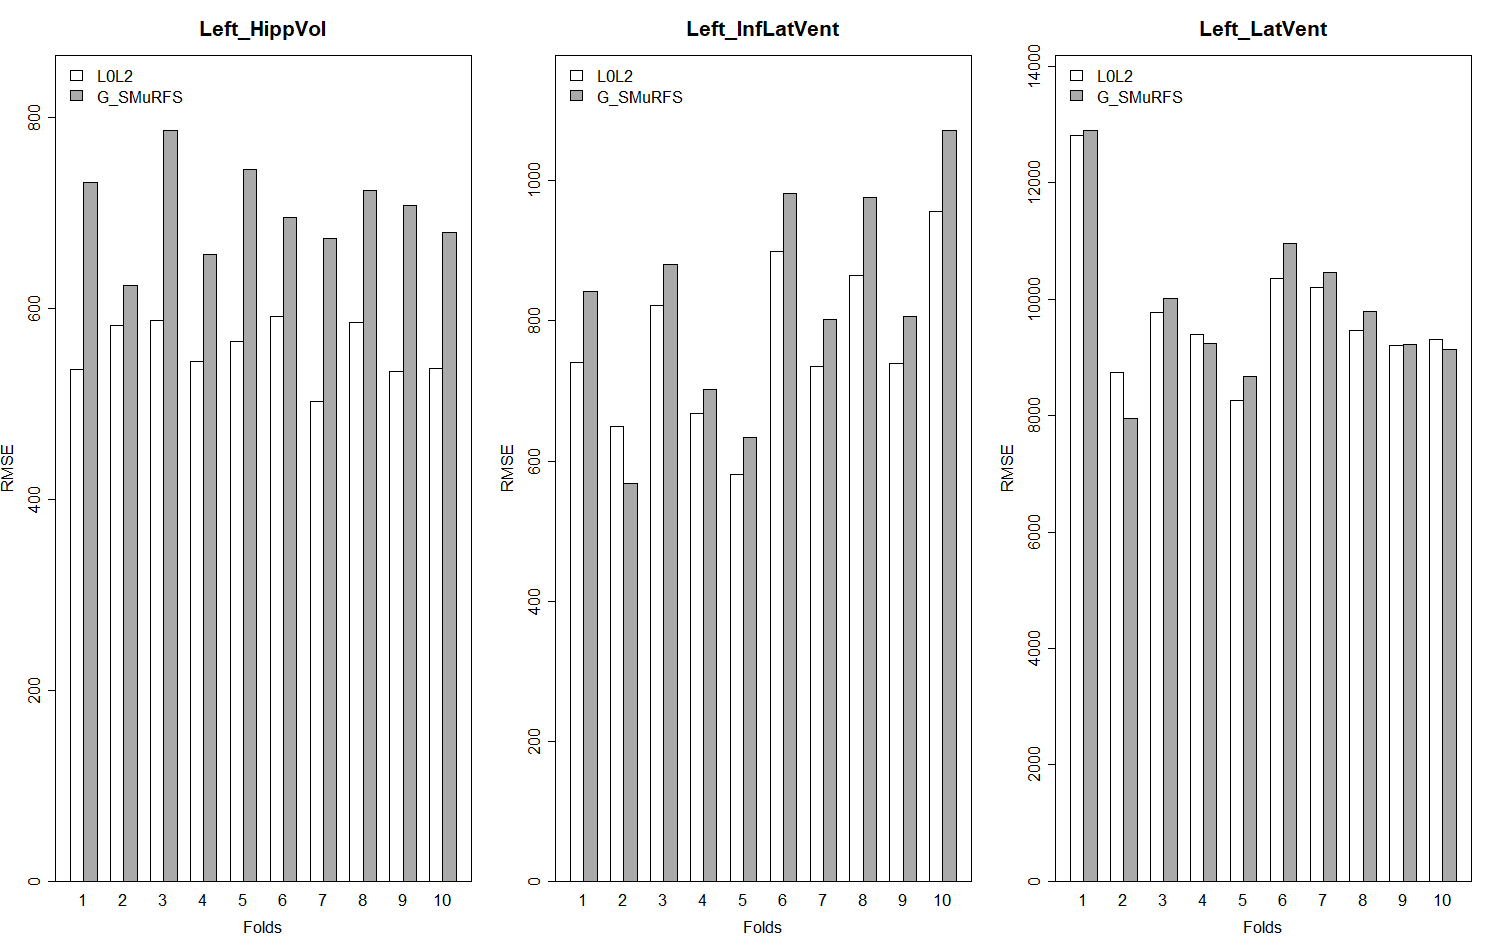 Left_HippVol
L0L2
G_SMuRFS
800
600
400
200
0
RMSE
1 2 3 4 5 6 7 8 9 10
Folds
Left_InfLatVent
L0L2
G_SMuRFS
1000
800
600
400
200
0
RMSE
1 2 3 4 5 6 7 8 9 10
Folds
Left_LatVent
L0L2
G_SMuRFS
14000
12000
10000
8000
6000
4000
2000
0
RMSE
1 2 3 4 5 6 7 8 9 10
Folds